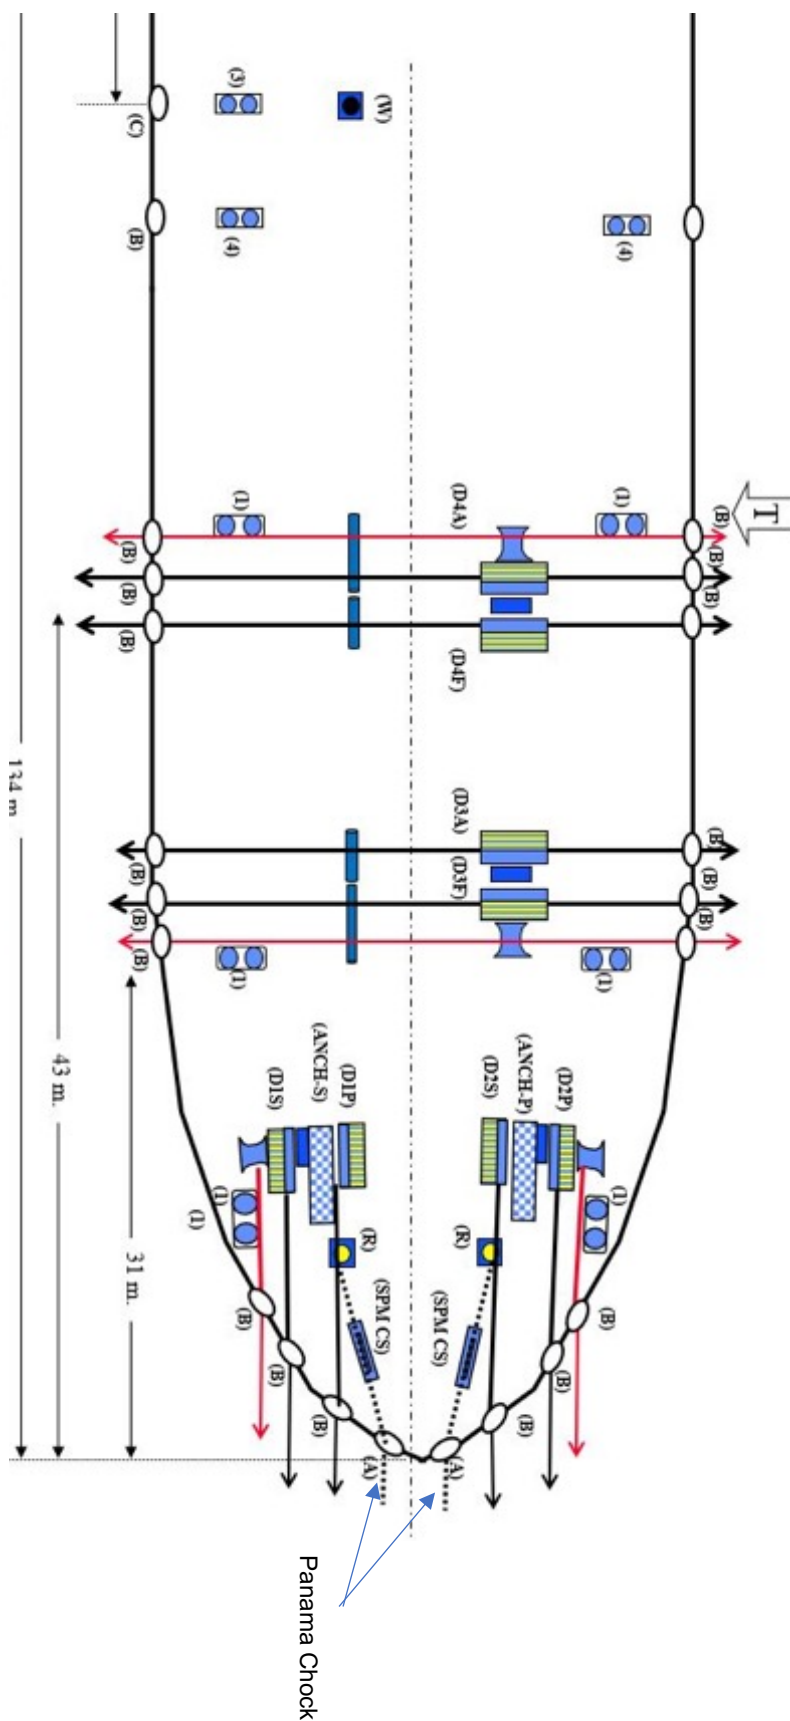 (3)
(W)
(C)
(B)
(4)
(4)
T
(1)
(D4A)
(1)
(B)
(B)
(B)
(B)
(B)
(B)
(D4F)
134 m
(D3A)
(B)
(B)
(D3F)
(B)
(B)
(B)
(B)
(1)
(1)
43 m.
(D1S)
(ANCH-S)
(D1P)
(D2S)
(ANCH-P)
(D2P)
(1)
(1)
(1)
(R)
(R)
31 m.
(SPM CS)
(SPM CS)
(B)
(B)
(B)
(B)
(B)
(B)
(A)
(A)
Panama Chock